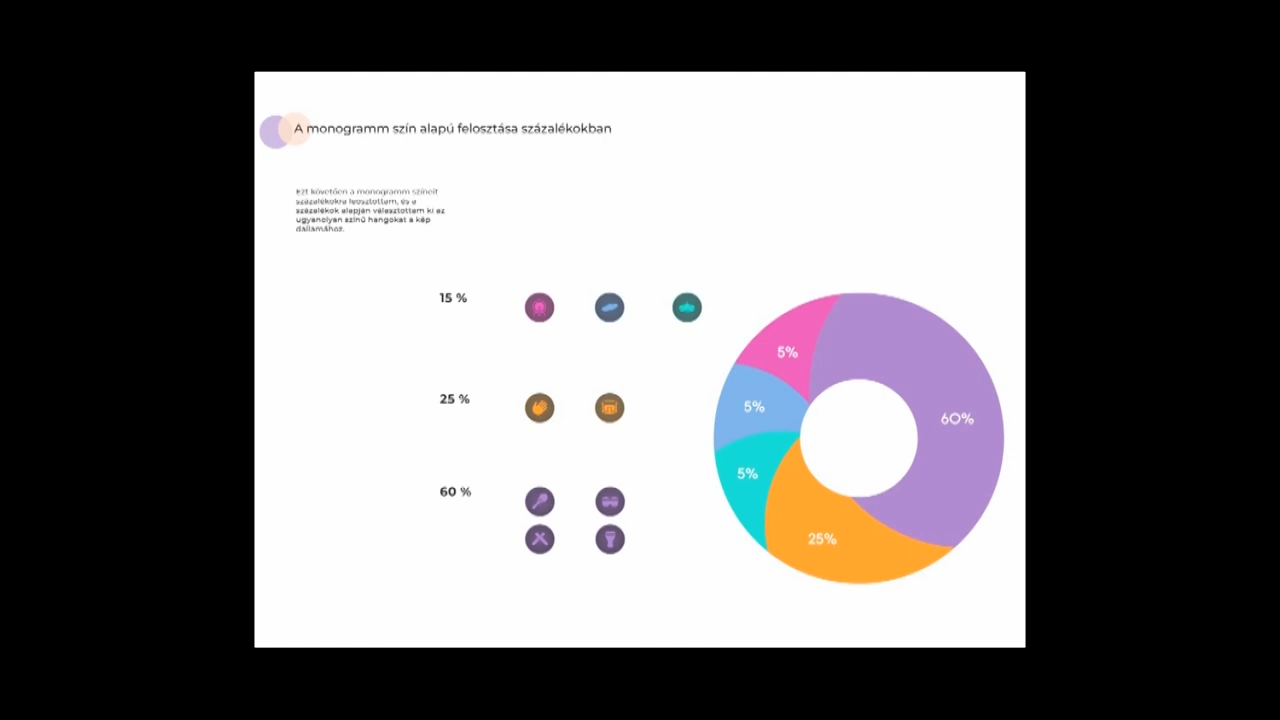 A monogramm szín alapú felosztása százalékokban
Ezt követően a monogramm színeit
százalékokra feosztottam, és a
százalékok alapján választottam ki az
ugyanolyan színű hangokat a kép
dallamához.
15 %
25 %
60 %
5%
5%
5%
25%
60%